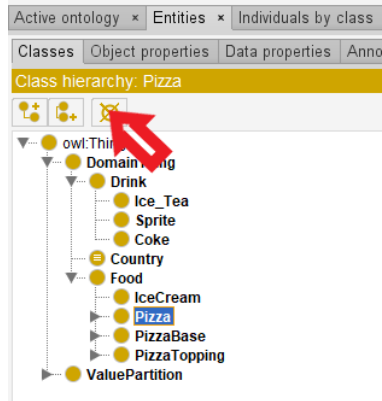 Active ontology × Entities × Individuals by class
Classes Object properties Data properties Anno
Class hierarchy: Pizza
owl:Thing
Drink
Ice_Tea
Sprite
Coke
Country
Food
IceCream
Pizza
PizzaBase
PizzaTopping
ValuePartition